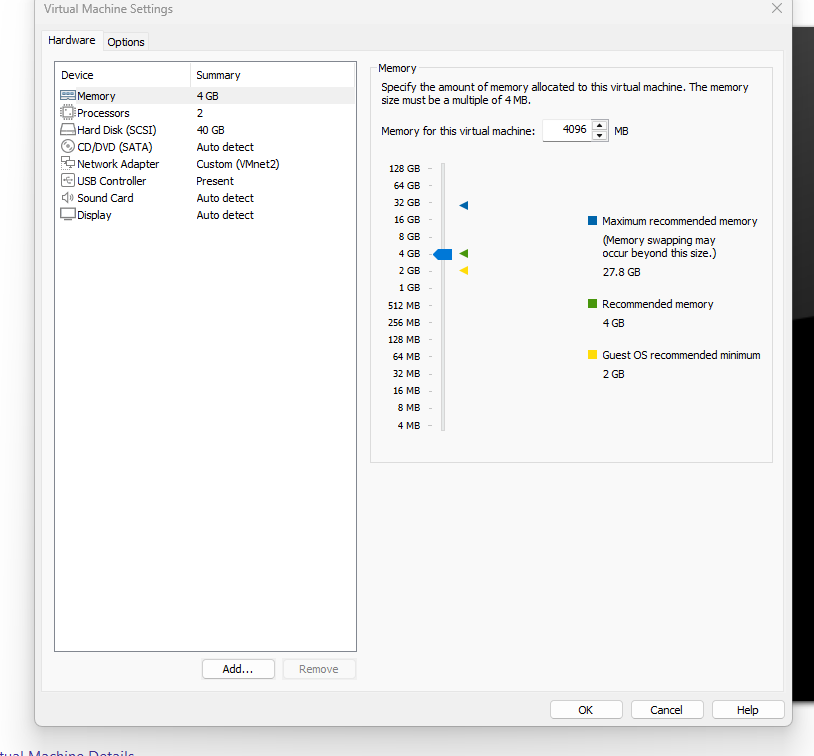 Virtual Machine Settings
Hardware
Options
Device Summary
Memory 4 GB
Processors 2
Hard Disk (SCSI) 40 GB
CD/DVD (SATA) Auto detect
Network Adapter Custom (VMnet2)
USB Controller Present
Sound Card Auto detect
Display Auto detect
Add...
Remove
Memory
Specify the amount of memory allocated to this virtual machine. The memory
size must be a multiple of 4 MB.
Memory for this virtual machine: 4096 MB
128 GB
64 GB
32 GB
16 GB
8 GB
4 GB
2 GB
1 GB
512 MB
256 MB
128 MB
64 MB
32 MB
16 MB
8 MB
4 MB
Maximum recommended memory
(Memory swapping may
occur beyond this size.)
27.8 GB
Recommended memory
4 GB
Guest OS recommended minimum
2 GB
OK
Cancel
Help
Machine Details